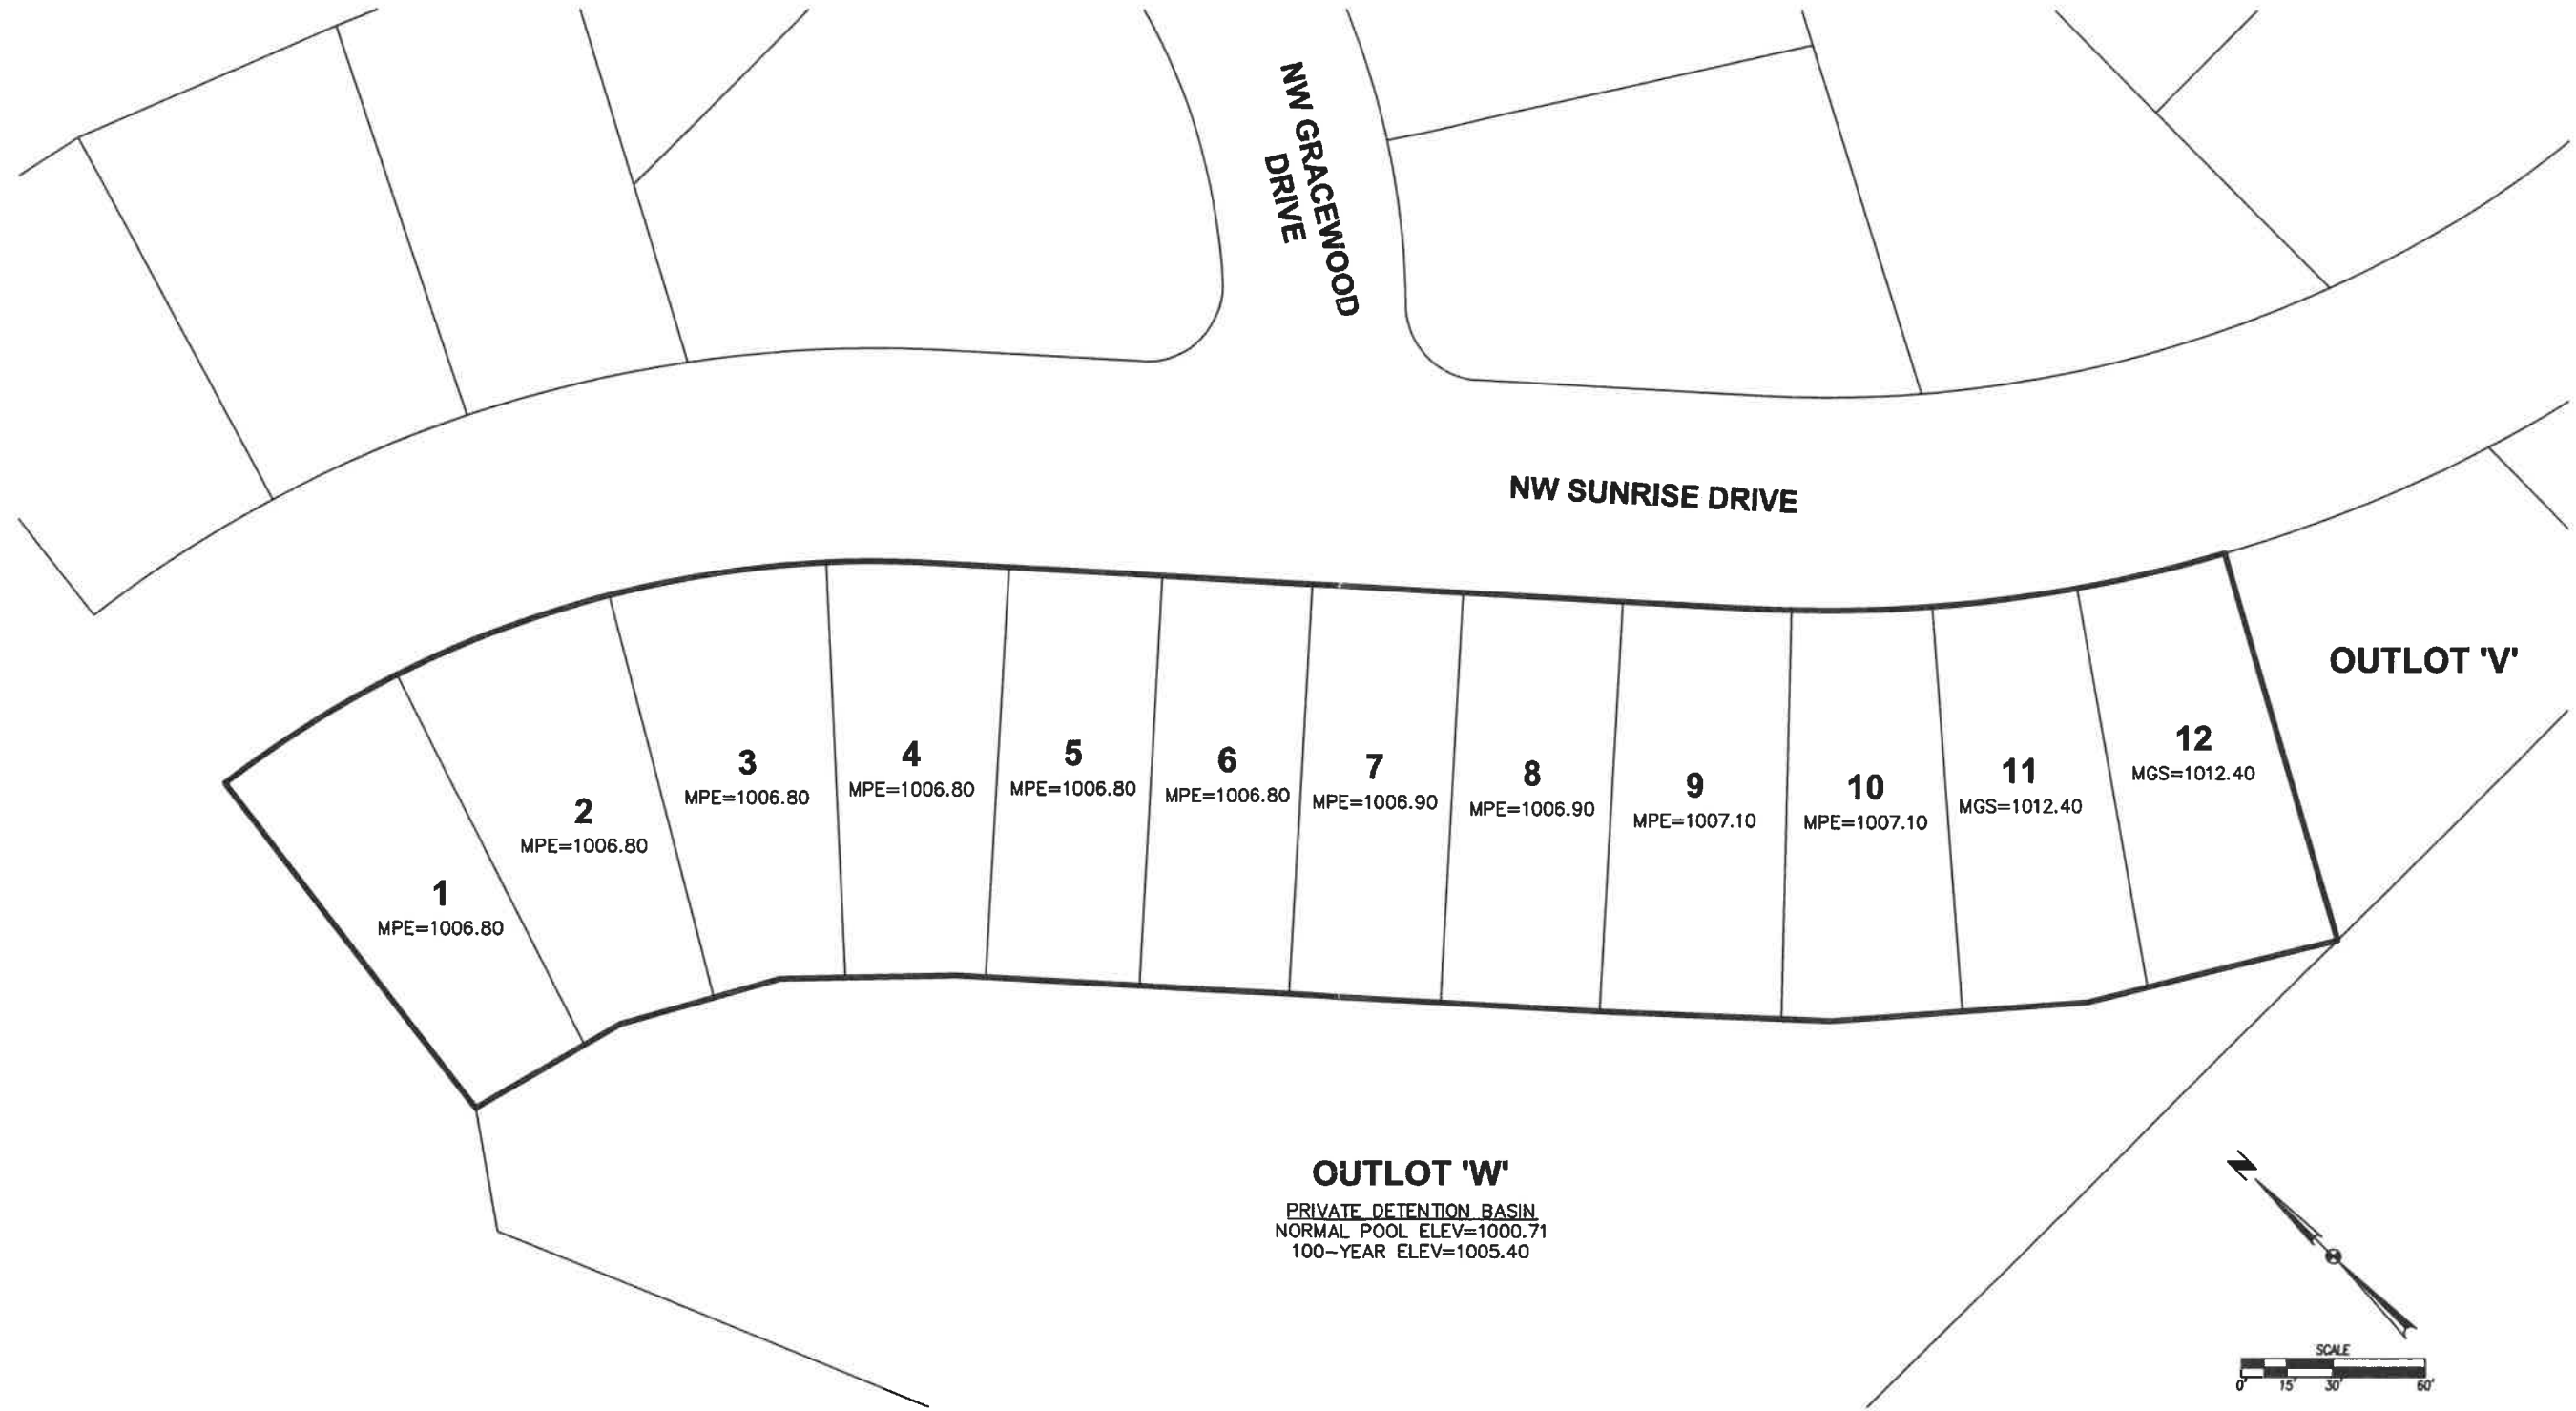 NW GRACEWOOD
DRIVE
NW SUNRISE DRIVE
OUTLOT 'V'
1
MPE=1006.80
2
MPE=1006.80
3
MPE=1006.80
4
MPE=1006.80
5
MPE=1006.80
6
MPE=1006.80
7
MPE=1006.90
8
MPE=1006.90
9
MPE=1007.10
10
MPE=1007.10
11
MGS=1012.40
12
MGS=1012.40
OUTLOT 'W'
PRIVATE DETENTION BASIN
NORMAL POOL ELEV=1000.71
100-YEAR ELEV=1005.40
N
SCALE
0' 15' 30' 60'